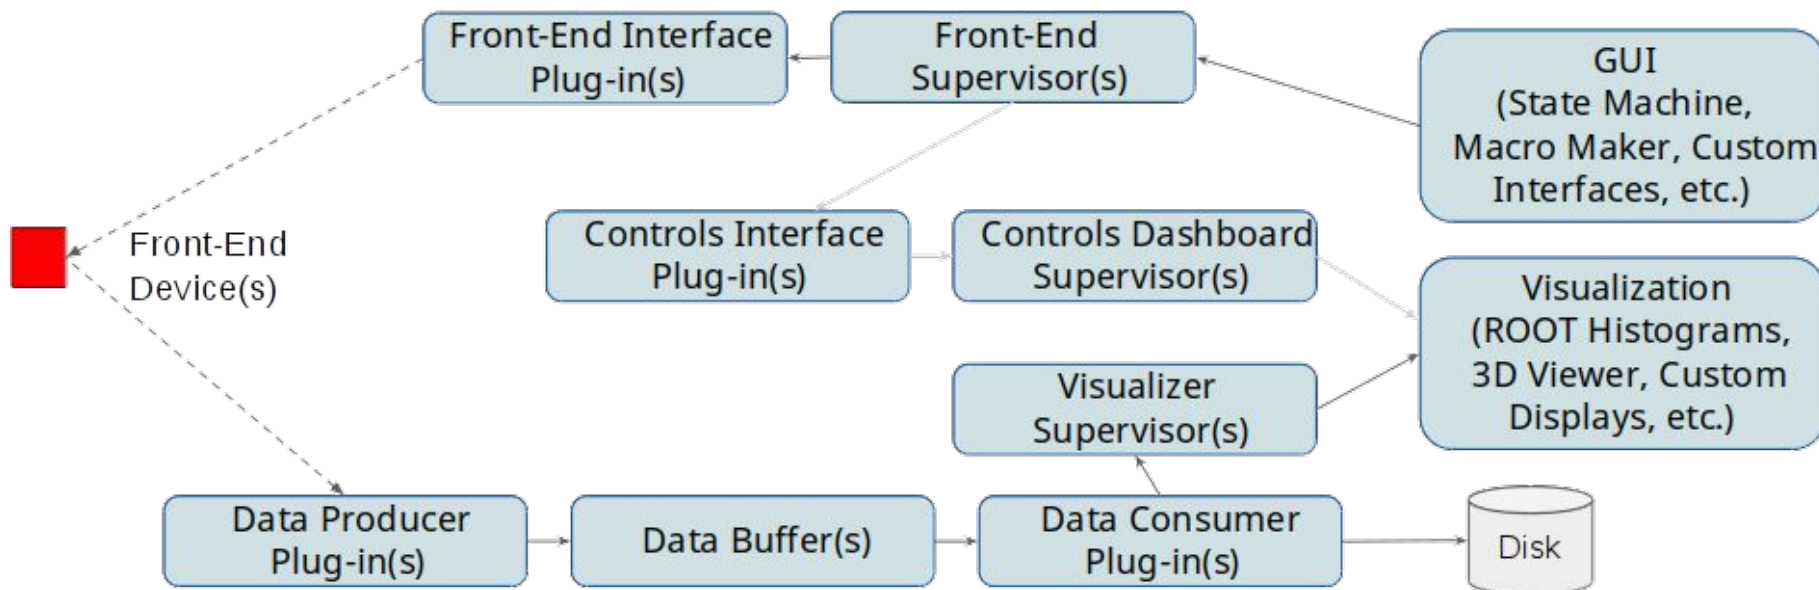 Front-End Interface
Plug-in(s)
Front-End
Supervisor(s)
GUI
(State Machine,
Macro Maker, Custom
Interfaces, etc.)
Front-End
Device(s)
Controls Interface
Plug-in(s)
Controls Dashboard
Supervisor(s)
Visualization
(ROOT Histograms,
3D Viewer, Custom
Displays, etc.)
Visualizer
Supervisor(s)
Data Producer
Plug-in(s)
Data Buffer(s)
Data Consumer
Plug-in(s)
Disk